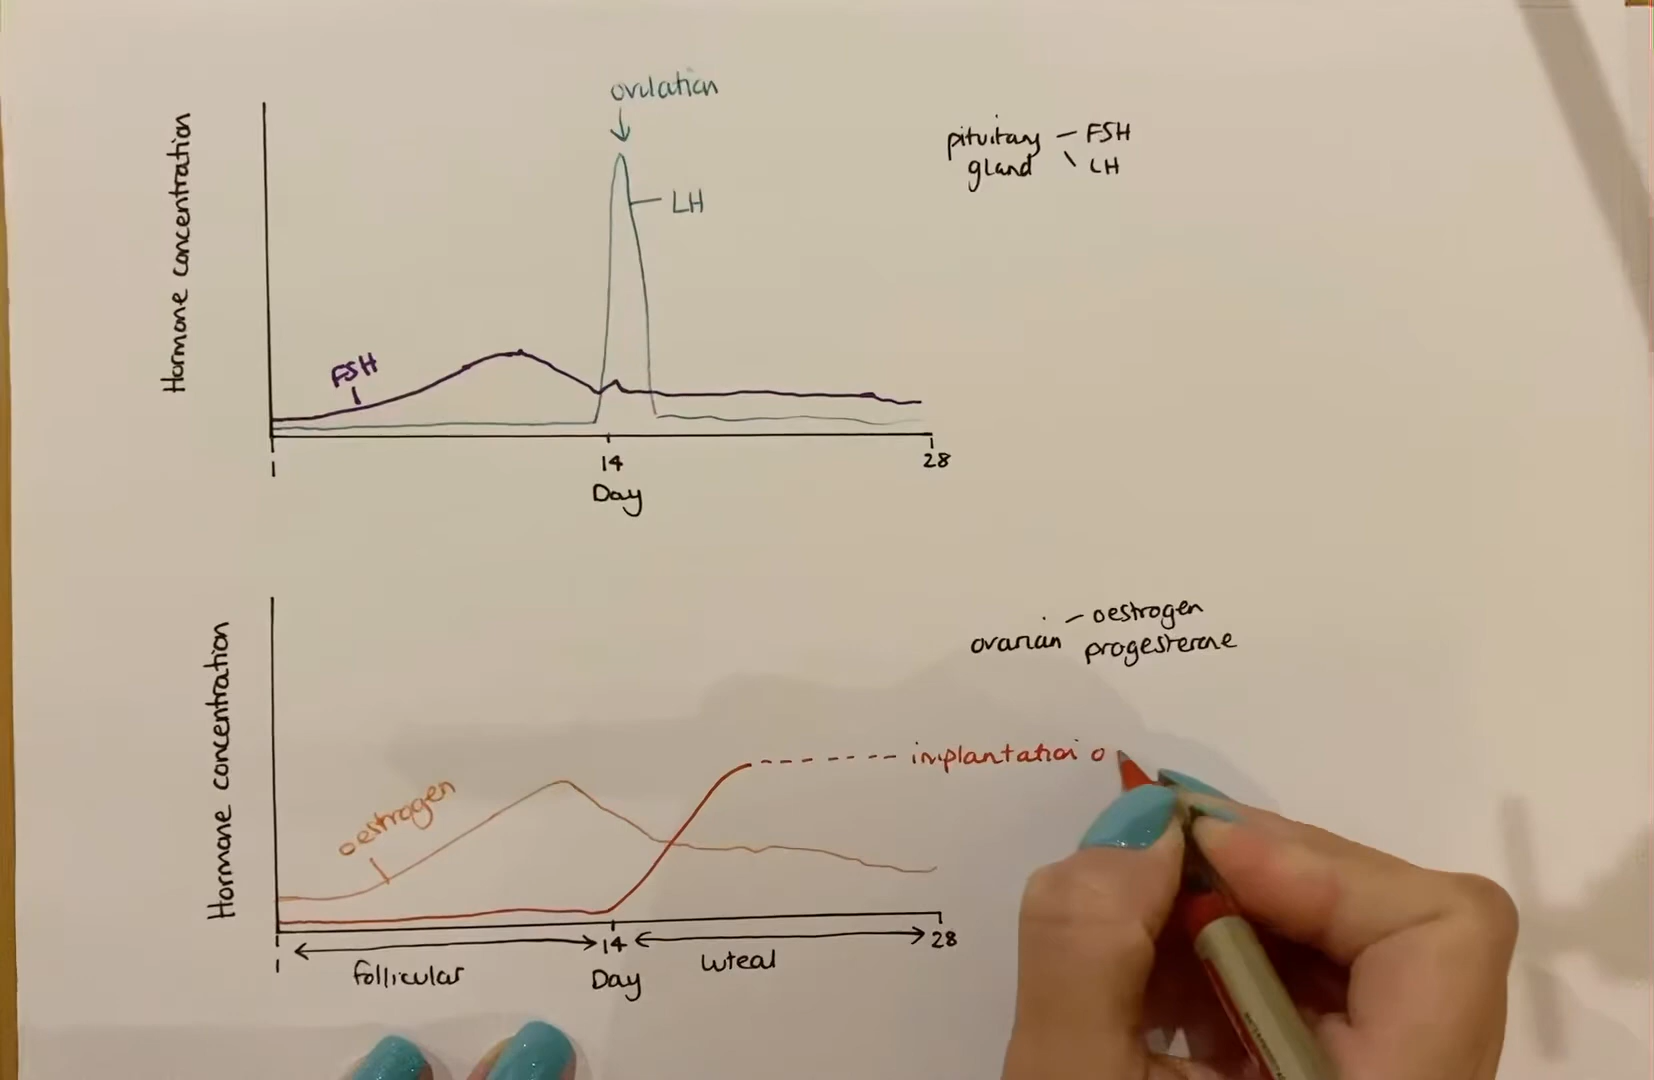 ovulation
Hormone concentration
pituitary – FSH
gland \ LH
LH
FSH
1
14
28
Day
Hormone concentration
– oestrogen
ovarian progesterone
oestrogen
implantation o
1
14
28
follicular
Day
luteal